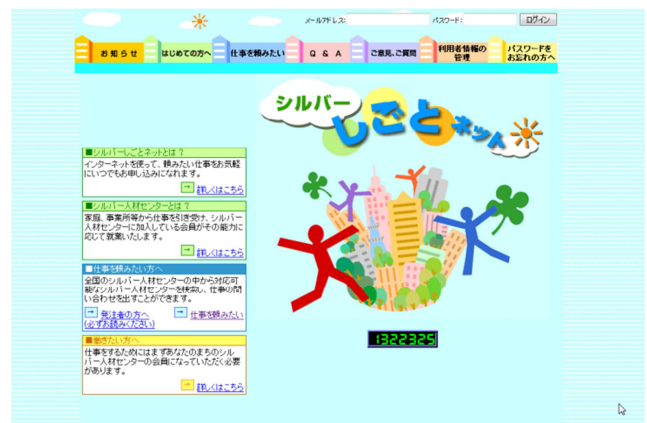 メールアドレス:
パスワード:
ログイン
お知らせ
はじめての方へ
仕事を頼みたい
Q & A
ご意見、ご質問
利用者情報の
管理
パスワードを
お忘れの方へ
シルバー
しごとネット
■シルバーしごとネットとは?
インターネットを使って、頼みたい仕事をお気軽
にいつでもお申し込みになれます。
詳しくはこちら
■シルバー人材センターとは?
家庭、事業所等から仕事を引き受け、シルバー
人材センターに加入している会員がその能力に
応じて就業いたします。
詳しくはこちら
■仕事を頼みたい方へ
全国のシルバー人材センターの中から対応可
能なシルバー人材センターを検索し、仕事の問
い合わせを出すことができます。
発注者の方へ
(必ずお読みください)
仕事を頼みたい
■働きたい方へ
仕事をするためにはまずあなたのまちのシル
バー人材センターの会員になっていただく必要
があります。
詳しくはこちら
1322325